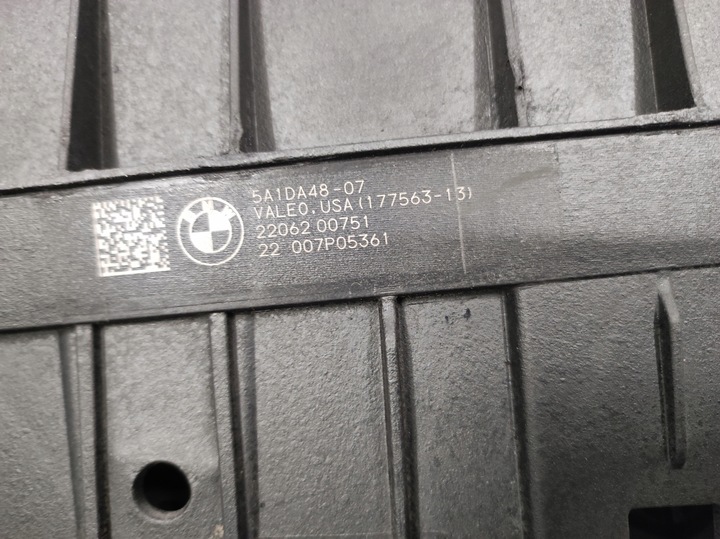 5A1DA48-07
VALEO.USA(177563-13)
22062 00751
22 007P05361